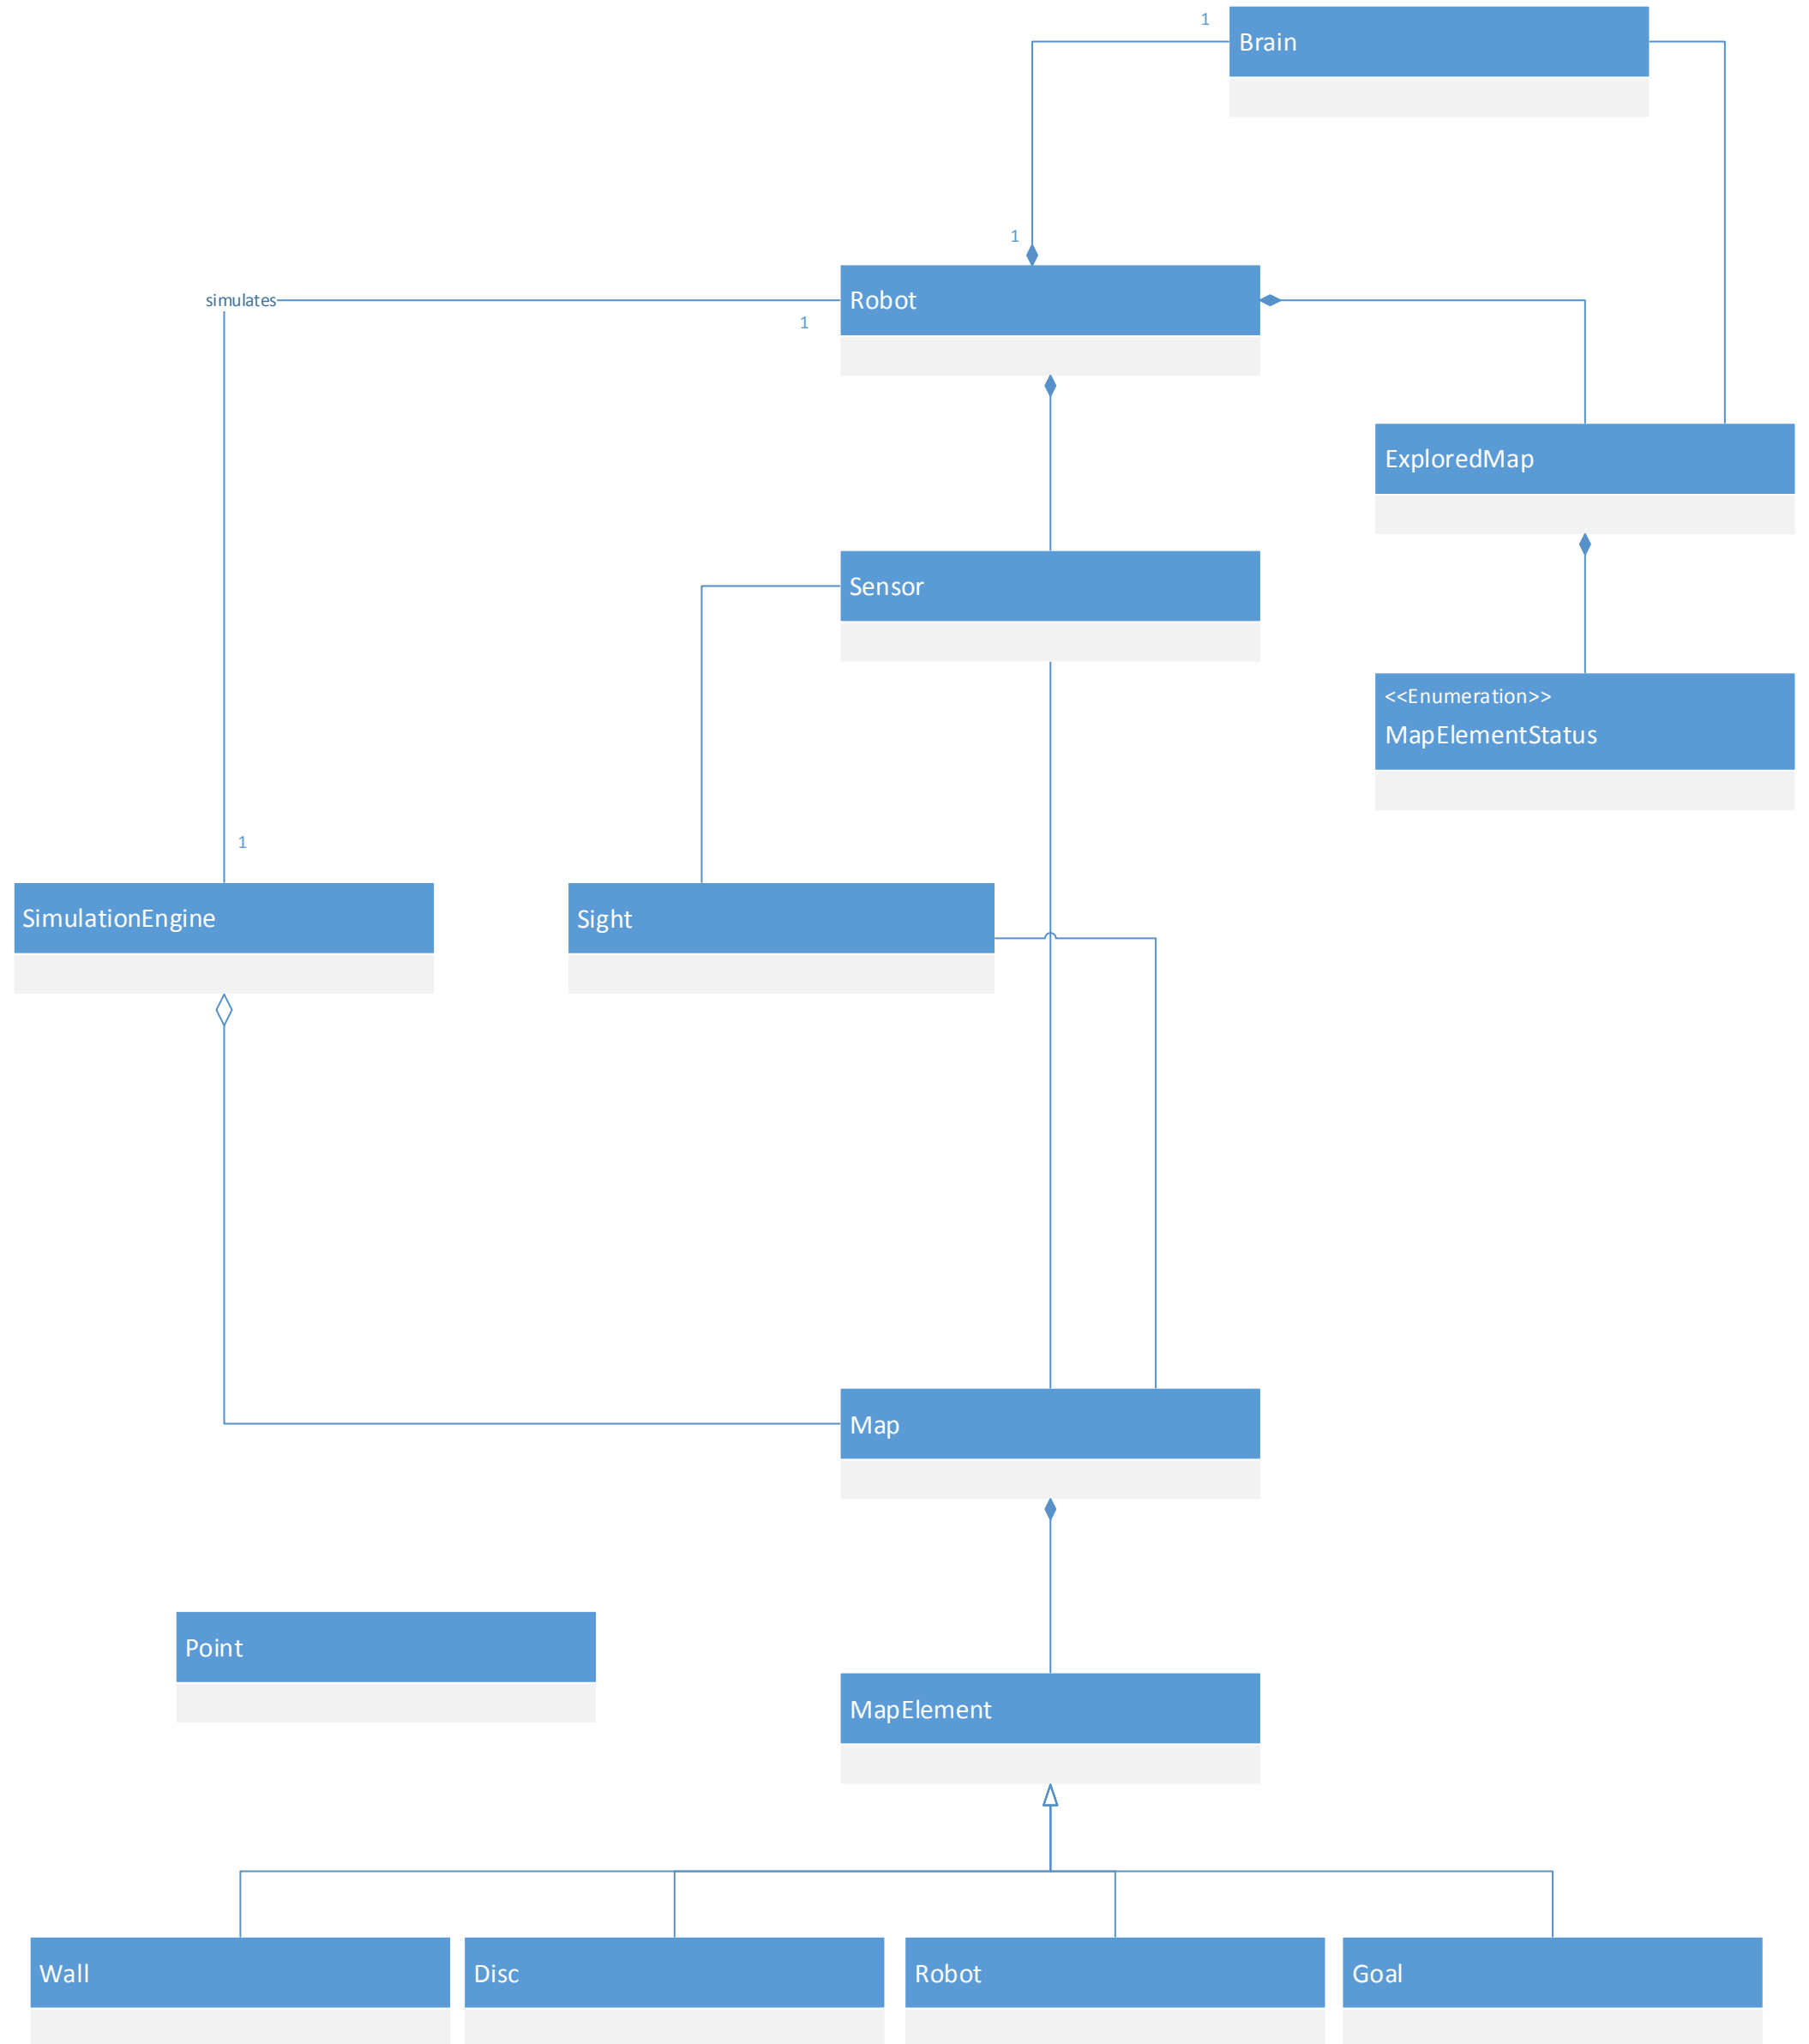 1
Brain
1
Robot
simulates
1
ExploredMap
Sensor
<<Enumeration>>
MapElementStatus
1
SimulationEngine
Sight
Map
Point
MapElement
Wall
Disc
Robot
Goal